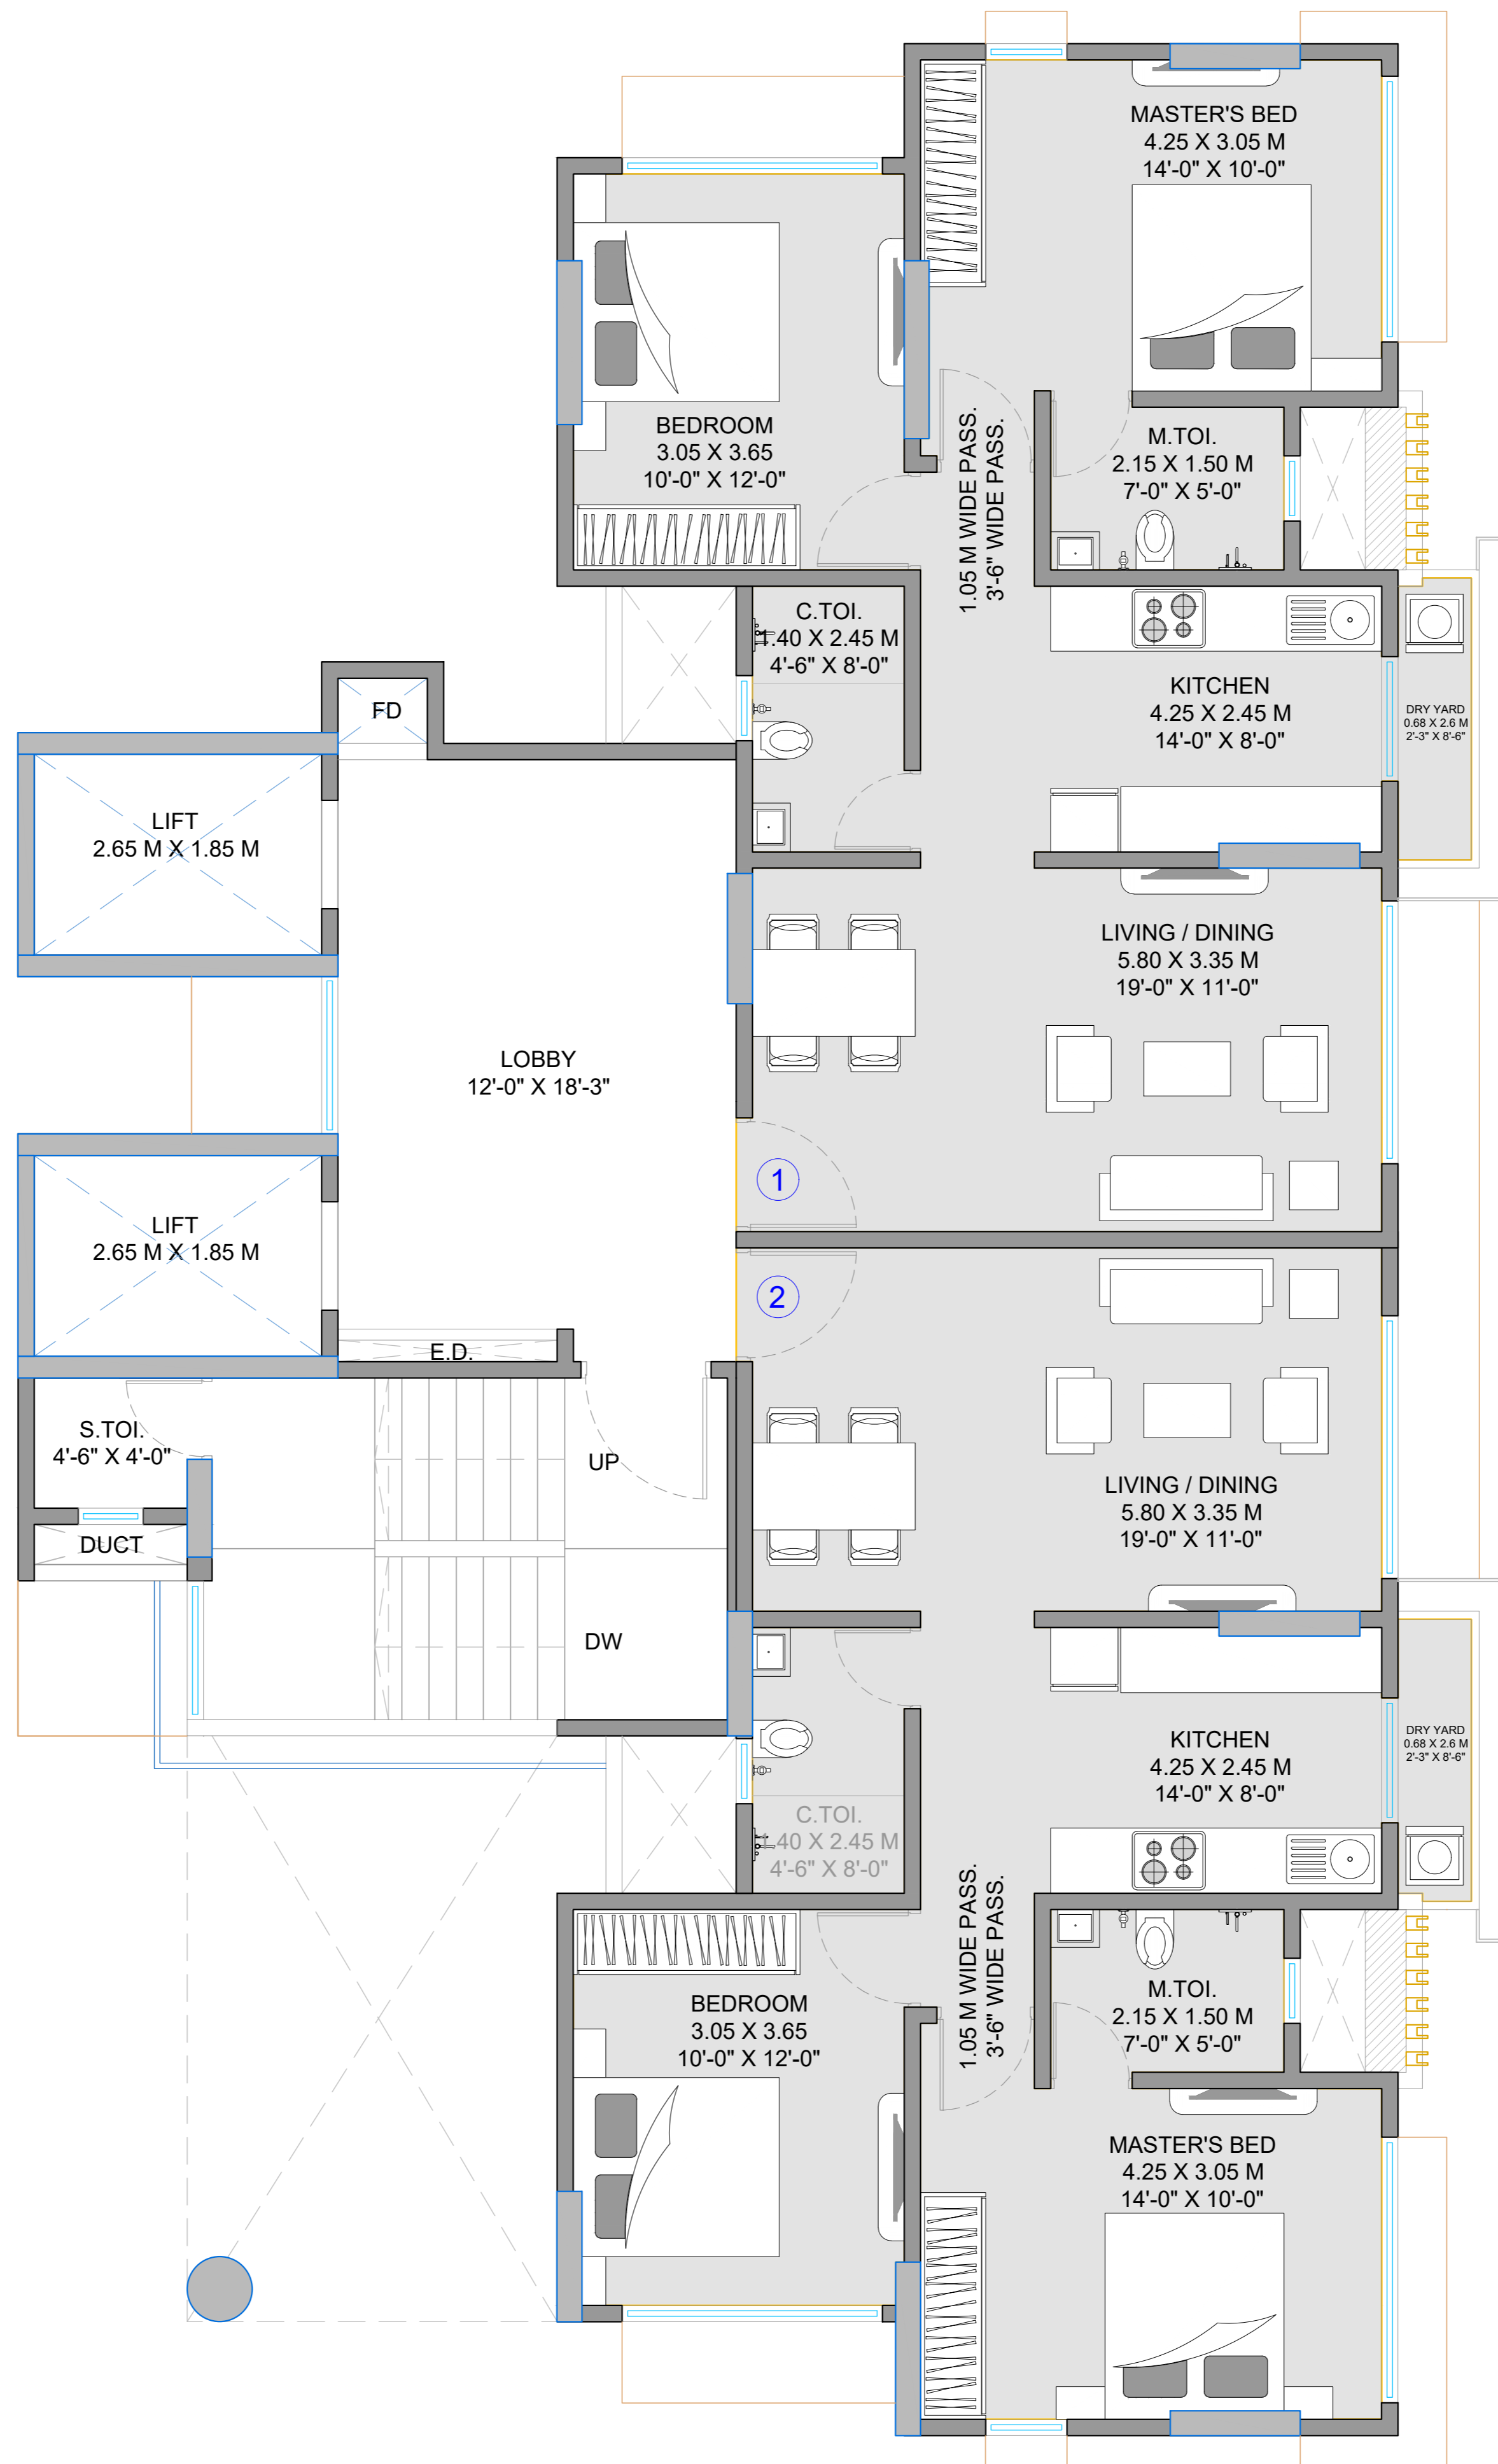 MASTER'S BED
4.25 X 3.05 M
14'-0" X 10'-0"
BEDROOM
3.05 X 3.65
10'-0" X 12'-0"
1.05 M WIDE PASS.
3'-6" WIDE PASS.
M.TOI.
2.15 X 1.50 M
7'-0" X 5'-0"
C.TOI.
1.40 X 2.45 M
4'-6" X 8'-0"
KITCHEN
4.25 X 2.45 M
14'-0" X 8'-0"
DRY YARD
0.68 X 2.6 M
2'-3" X 8'-6"
FD
LIFT
2.65 M X 1.85 M
LIVING / DINING
5.80 X 3.35 M
19'-0" X 11'-0"
LOBBY
12'-0" X 18'-3"
1
LIFT
2.65 M X 1.85 M
2
E.D.
S.TOI.
4'-6" X 4'-0"
UP
LIVING / DINING
5.80 X 3.35 M
19'-0" X 11'-0"
DUCT
DW
KITCHEN
4.25 X 2.45 M
14'-0" X 8'-0"
DRY YARD
0.68 X 2.6 M
2'-3" X 8'-6"
C.TOI.
1.40 X 2.45 M
4'-6" X 8'-0"
1.05 M WIDE PASS.
3'-6" WIDE PASS.
BEDROOM
3.05 X 3.65
10'-0" X 12'-0"
M.TOI.
2.15 X 1.50 M
7'-0" X 5'-0"
MASTER'S BED
4.25 X 3.05 M
14'-0" X 10'-0"